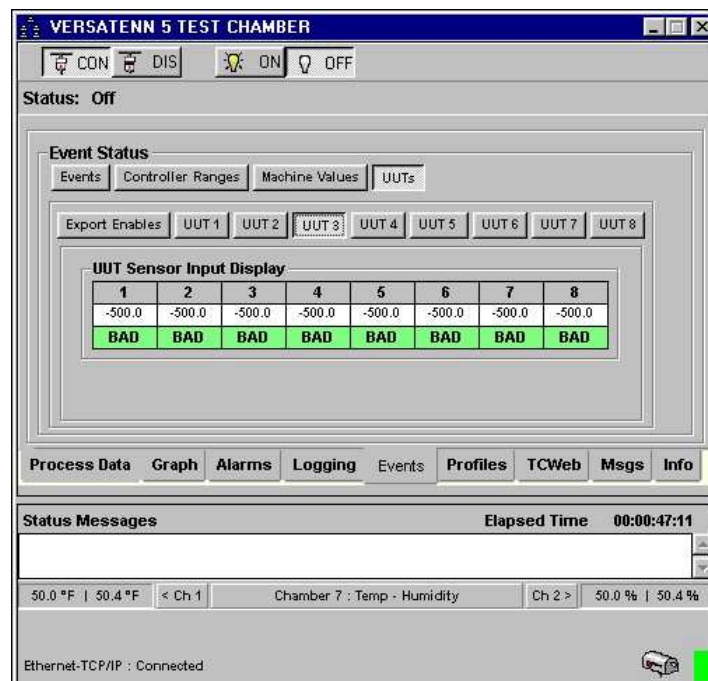 VERSATENN 5 TEST CHAMBER
CON DIS ON OFF
Status: Off
Event Status
Events Controller Ranges Machine Values UUTs
Export Enables UUT 1 UUT 2 UUT 3 UUT 4 UUT 5 UUT 6 UUT 7 UUT 8
UUT Sensor Input Display
1 2 3 4 5 6 7 8
-500.0 -500.0 -500.0 -500.0 -500.0 -500.0 -500.0 -500.0
BAD BAD BAD BAD BAD BAD BAD BAD
Process Data Graph Alarms Logging Events Profiles TCWeb Msgs Info
Status Messages Elapsed Time 00:00:47:11
50.0 °F | 50.4 °F < Ch 1 Chamber 7 : Temp - Humidity Ch 2 > 50.0 % | 50.4 %
Ethernet-TCP/IP : Connected